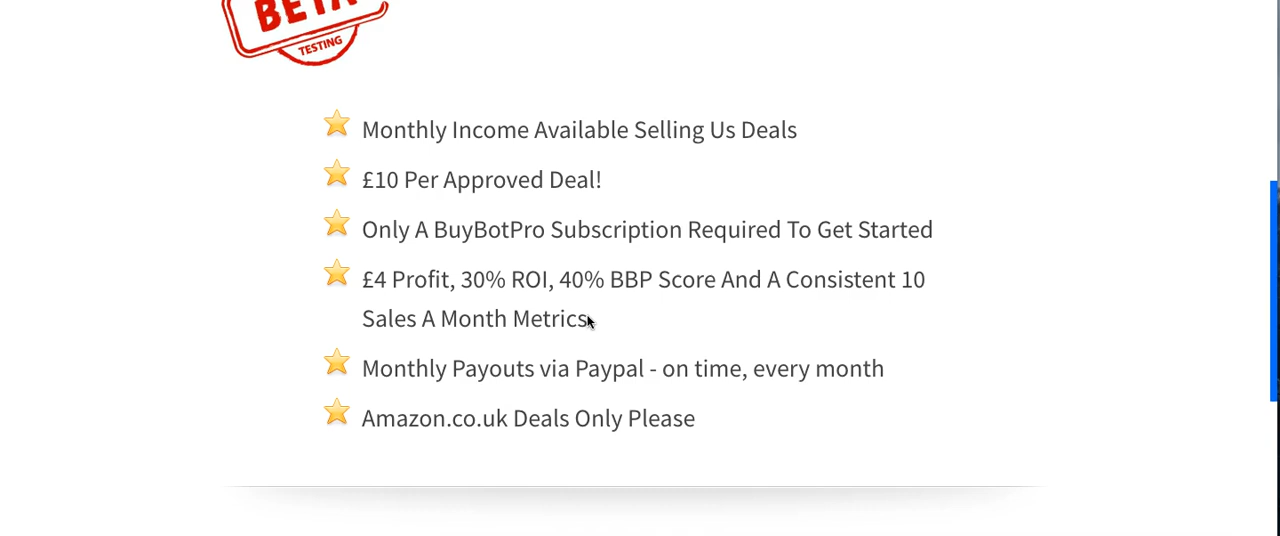 BETA
TESTING
Monthly Income Available Selling Us Deals
£10 Per Approved Deal!
Only A BuyBotPro Subscription Required To Get Started
£4 Profit, 30% ROI, 40% BBP Score And A Consistent 10
Sales A Month Metrics
Monthly Payouts via Paypal - on time, every month
Amazon.co.uk Deals Only Please